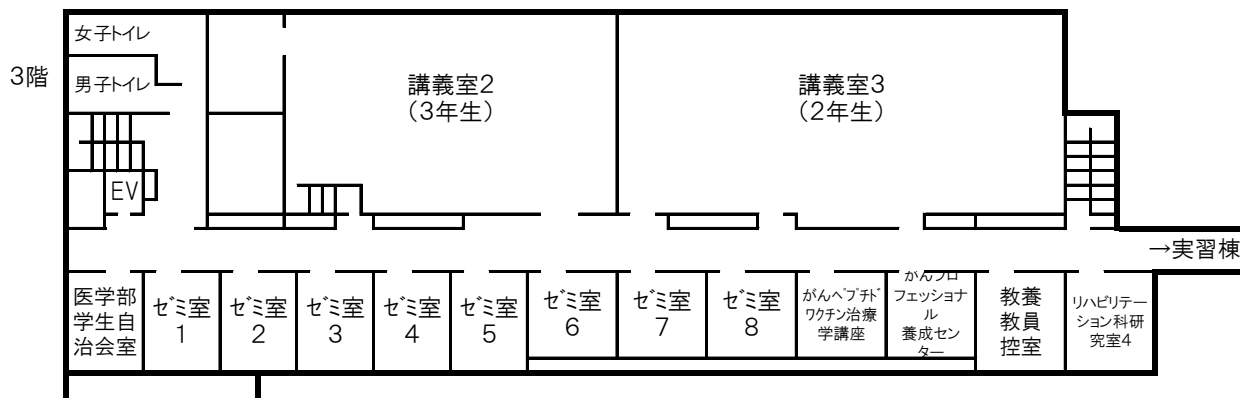 女子トイレ
3階
男子トイレ
講義室2
（3年生）
講義室3
（2年生）
EV
→実習棟
医学部
学生自
治会室
ゼミ室
1
ゼミ室
2
ゼミ室
3
ゼミ室
4
ゼミ室
5
ゼミ室
6
ゼミ室
7
ゼミ室
8
がんペプチド
ワクチン治療
学講座
がんプロ
フェッショナ
ル
養成セン
ター
教養
教員
控室
リハビリテー
ション科研
究室4